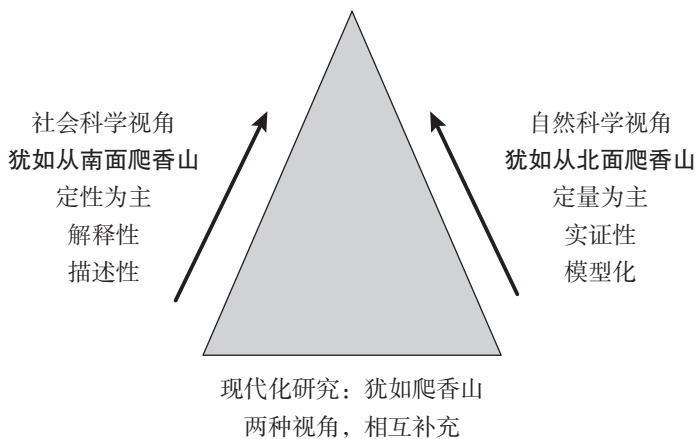 社会科学视角
犹如从南面爬香山
定性为主
解释性
描述性
自然科学视角
犹如从北面爬香山
定量为主
实证性
模型化
现代化研究：犹如爬香山
两种视角，相互补充